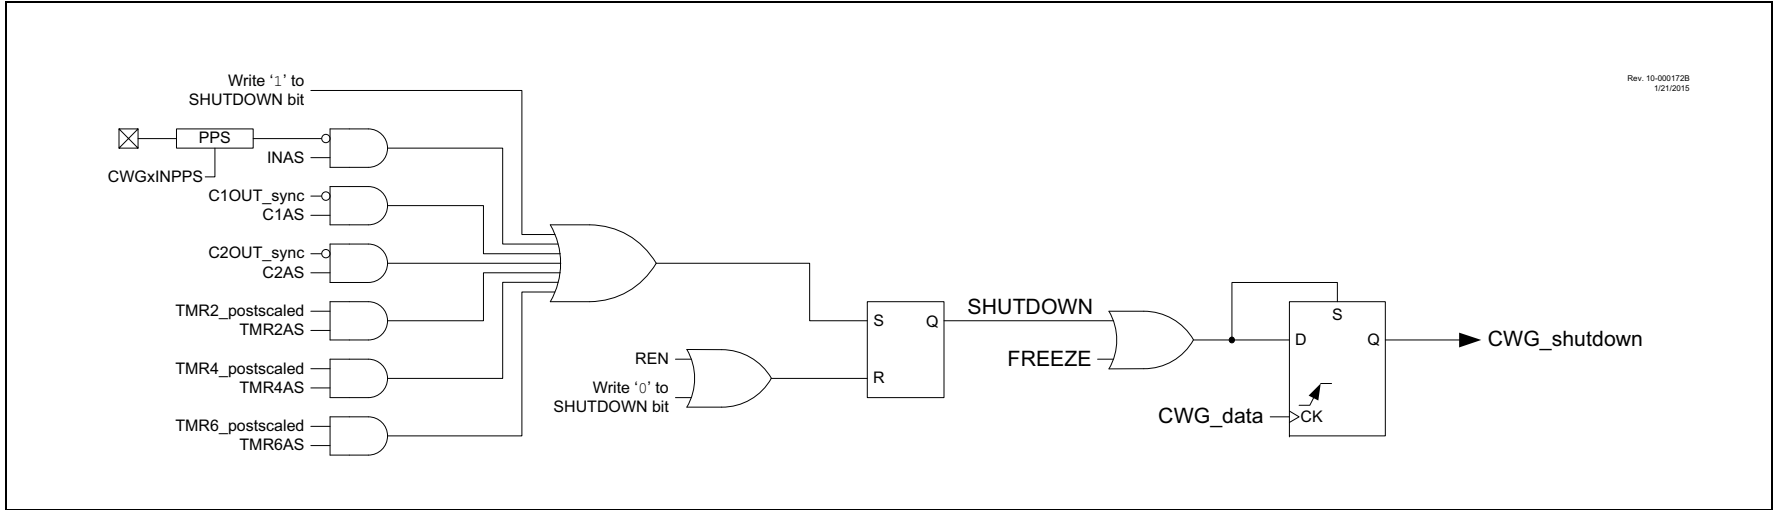 Rev. 10-000172B
1/21/2015
Write ‘1’ to
SHUTDOWN bit
PPS
INAS
CWGxINPPS
C1OUT_sync
C1AS
C2OUT_sync
C2AS
TMR2_postscaled
TMR2AS
TMR4_postscaled
TMR4AS
TMR6_postscaled
TMR6AS
REN
Write ‘0’ to
SHUTDOWN bit
S
Q
R
SHUTDOWN
FREEZE
S
D
Q
CWG_data
CK
CWG_shutdown